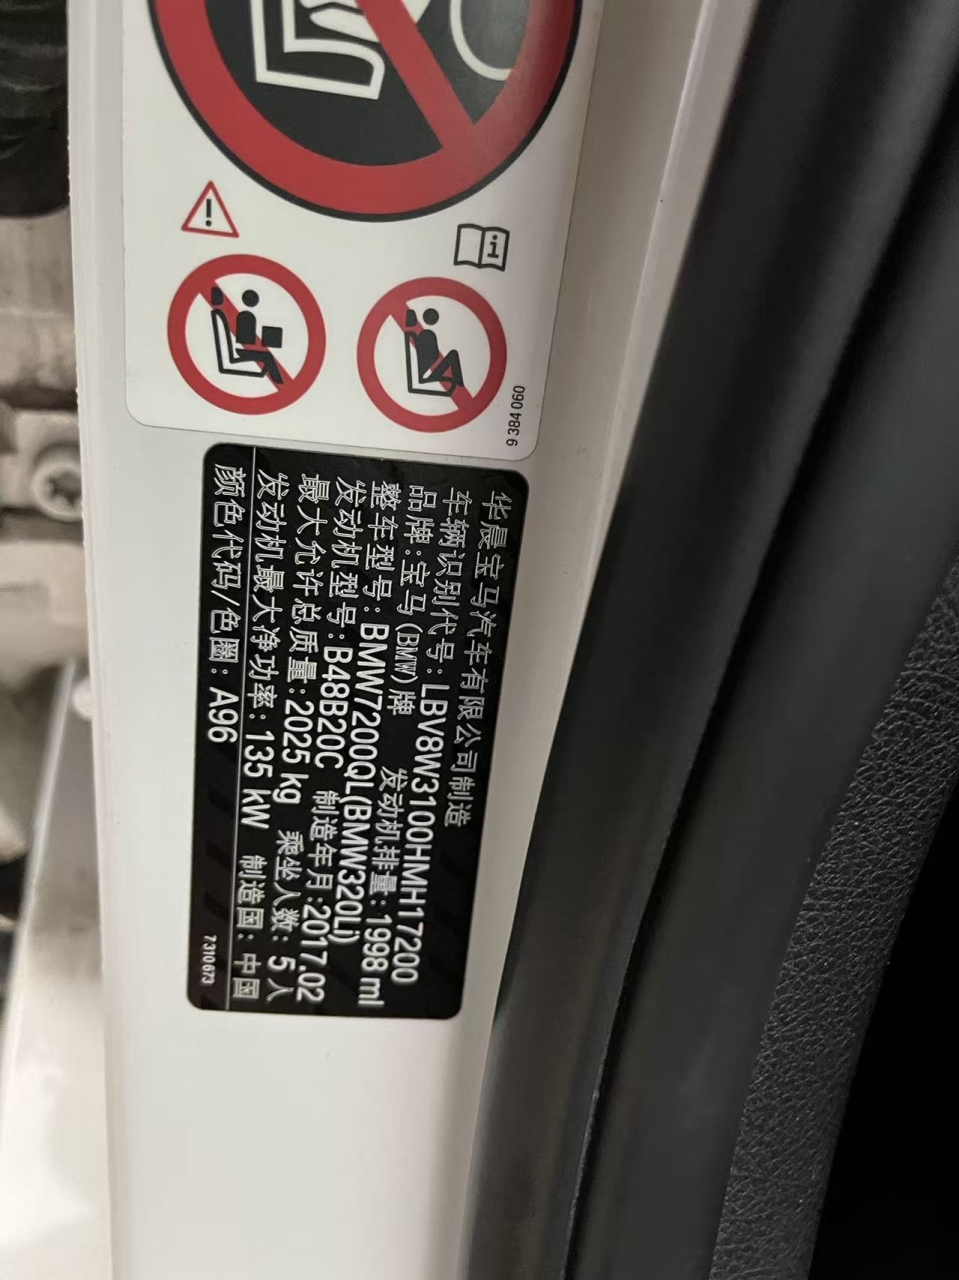 9 384 060
华晨宝马汽车有限公司制造
车辆识别代号:LBV8W3100HMH17200
品牌:宝马(BMW)牌 发动机排量:1998 ml
整车型号:BMW7200QL(BMW320Li)
发动机型号:B48B20C 制造年月:2017.02
最大允许总质量:2025 kg 乘坐人数:5人
发动机最大净功率:135 kW 制造国:中国
颜色代码/色圈:A96
7 310 673